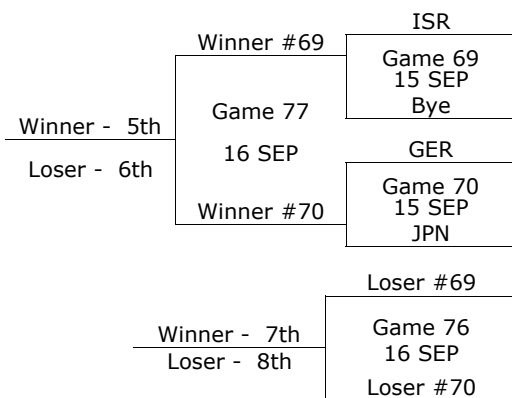 ISR
Winner #69
Game 69
15 SEP
Bye
Game 77
Winner - 5th
16 SEP
GER
Loser - 6th
Game 70
15 SEP
Winner #70
JPN
Loser #69
Winner - 7th
Game 76
Loser - 8th
16 SEP
Loser #70